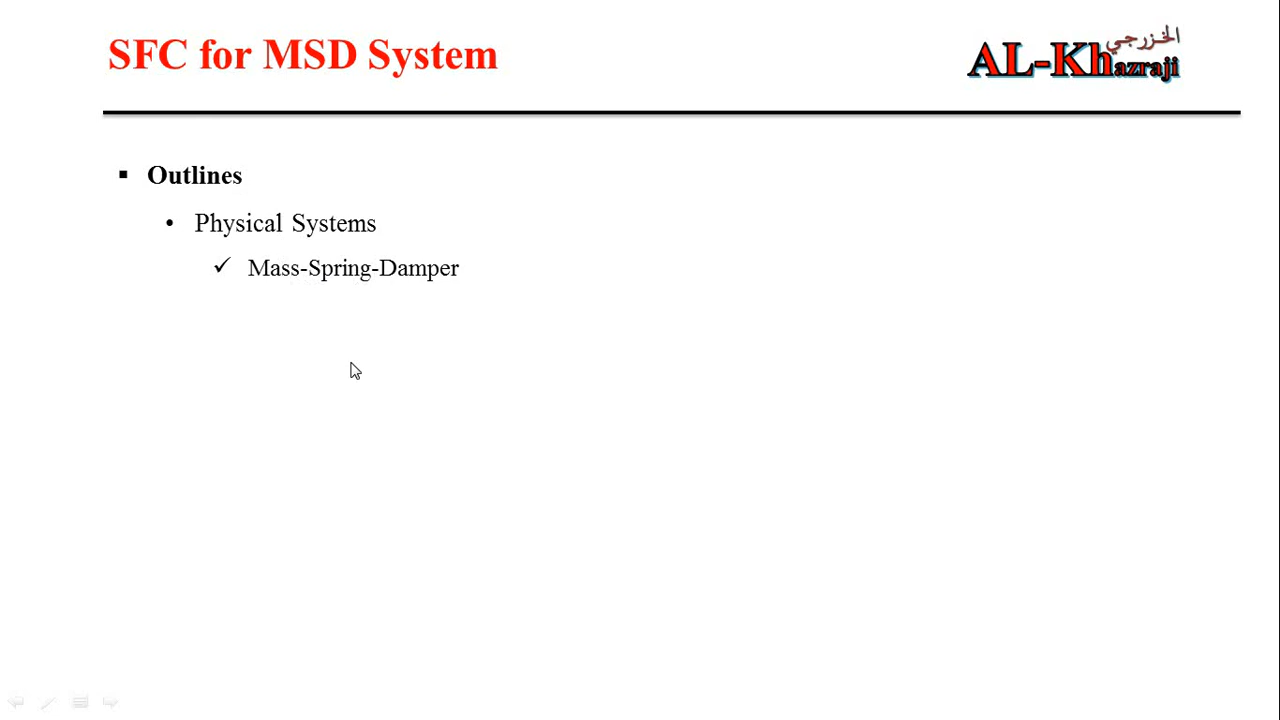 SFC for MSD System
الخزرجي
AL-Khazraji
▪ Outlines
• Physical Systems
✓ Mass-Spring-Damper